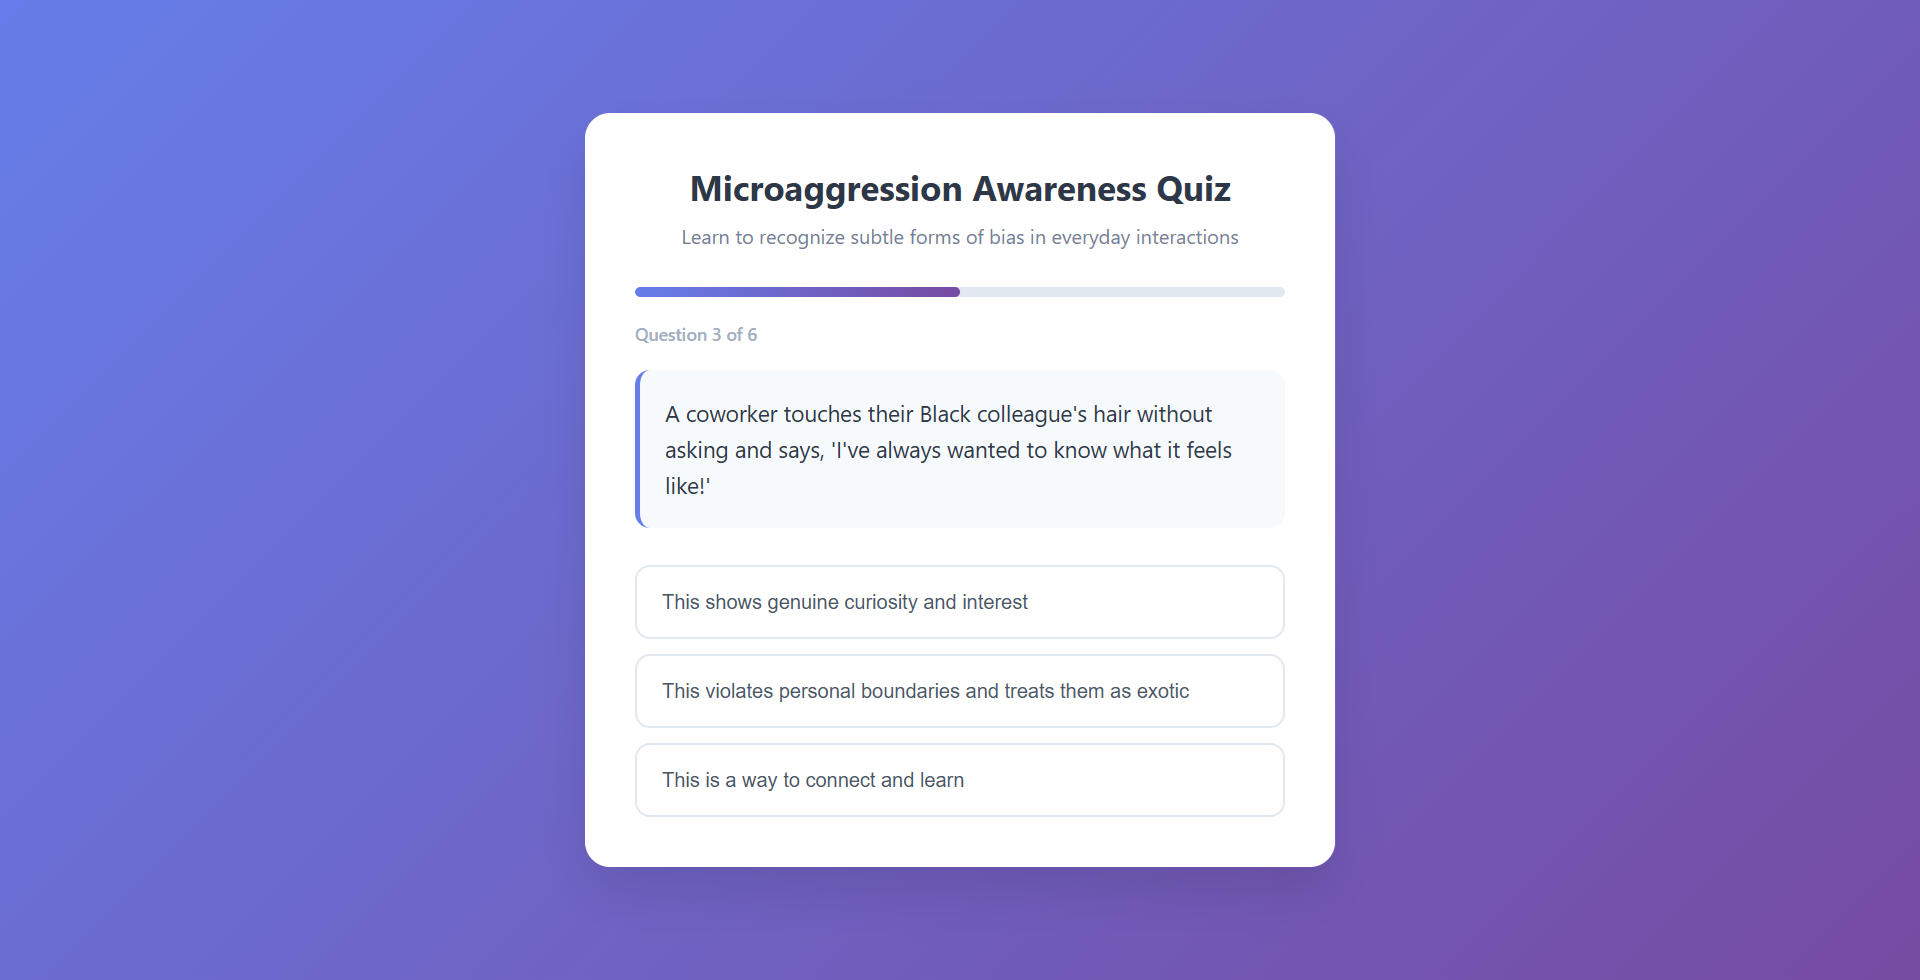 Microaggression Awareness Quiz
Learn to recognize subtle forms of bias in everyday interactions
Question 3 of 6
A coworker touches their Black colleague's hair without
asking and says, 'I've always wanted to know what it feels
like!'
This shows genuine curiosity and interest
This violates personal boundaries and treats them as exotic
This is a way to connect and learn